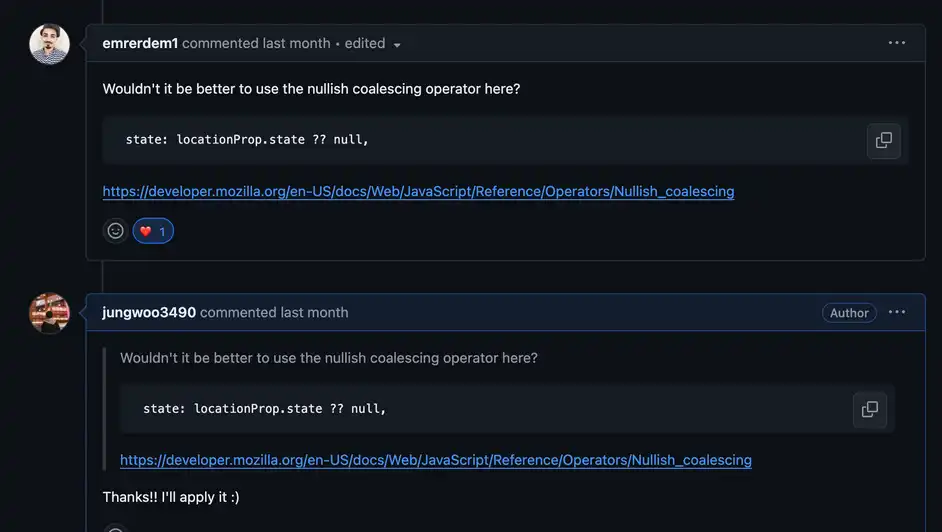 emrerdem1 commented last month • edited
Wouldn't it be better to use the nullish coalescing operator here?
state: locationProp.state ?? null,
https://developer.mozilla.org/en-US/docs/Web/JavaScript/Reference/Operators/Nullish_coalescing
1
jungwoo3490 commented last month Author
Wouldn't it be better to use the nullish coalescing operator here?
state: locationProp.state ?? null,
https://developer.mozilla.org/en-US/docs/Web/JavaScript/Reference/Operators/Nullish_coalescing
Thanks!! I'll apply it :)